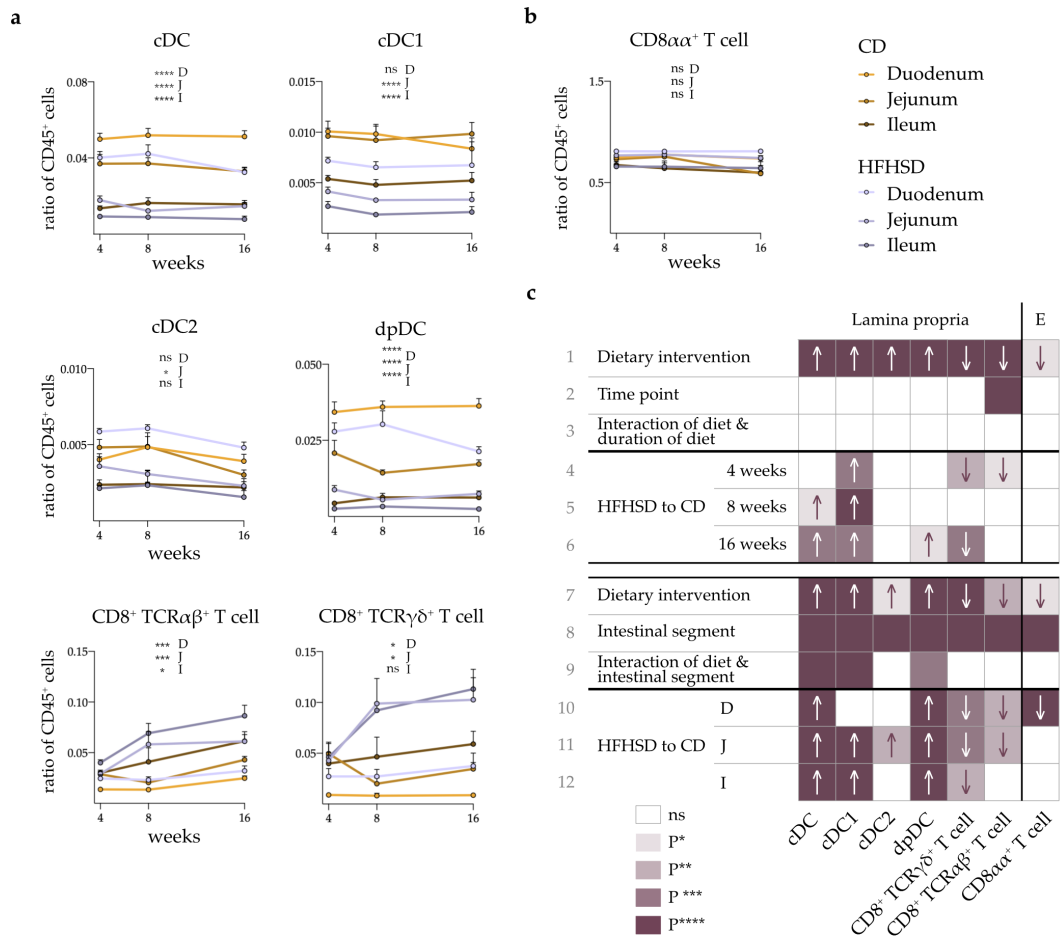 a
cDC
**** D
**** J
**** I
ratio of CD45⁺ cells
0.08
0.04
4 8 16
weeks
cDC1
ns D
**** J
**** I
0.010
0.005
4 8 16
weeks
b
CD8αα⁺ T cell
ns D
ns J
ns I
ratio of CD45⁺ cells
1.5
0.5
4 8 16
weeks
CD
Duodenum
Jejunum
Ileum
HFHSD
Duodenum
Jejunum
Ileum
cDC2
ns D
* J
ns I
ratio of CD45⁺ cells
0.010
0.005
4 8 16
weeks
dpDC
**** D
**** J
**** I
0.050
0.025
4 8 16
weeks
CD8⁺ TCRαβ⁺ T cell
*** D
*** J
* I
ratio of CD45⁺ cells
0.15
0.10
0.05
4 8 16
weeks
CD8⁺ TCRγδ⁺ T cell
* D
* J
ns I
0.15
0.10
0.05
4 8 16
weeks
c
Lamina propria E
1 Dietary intervention ↑ ↑ ↑ ↑ ↓ ↓ ↓
2 Time point
3 Interaction of diet &
duration of diet
HFHSD to CD
4 4 weeks ↑ ↓ ↓
5 8 weeks ↑ ↑
6 16 weeks ↑ ↑ ↑ ↓
7 Dietary intervention ↑ ↑ ↑ ↑ ↓ ↓ ↓
8 Intestinal segment
9 Interaction of diet &
intestinal segment
HFHSD to CD
10 D ↑ ↑ ↓ ↓ ↓
11 J ↑ ↑ ↑ ↑ ↓ ↓
12 I ↑ ↑ ↑ ↓
cDC
cDC1
cDC2
dpDC
CD8⁺ TCRγδ⁺ T cell
CD8⁺ TCRαβ⁺ T cell
CD8αα⁺ T cell
ns
P*
P**
P ***
P****